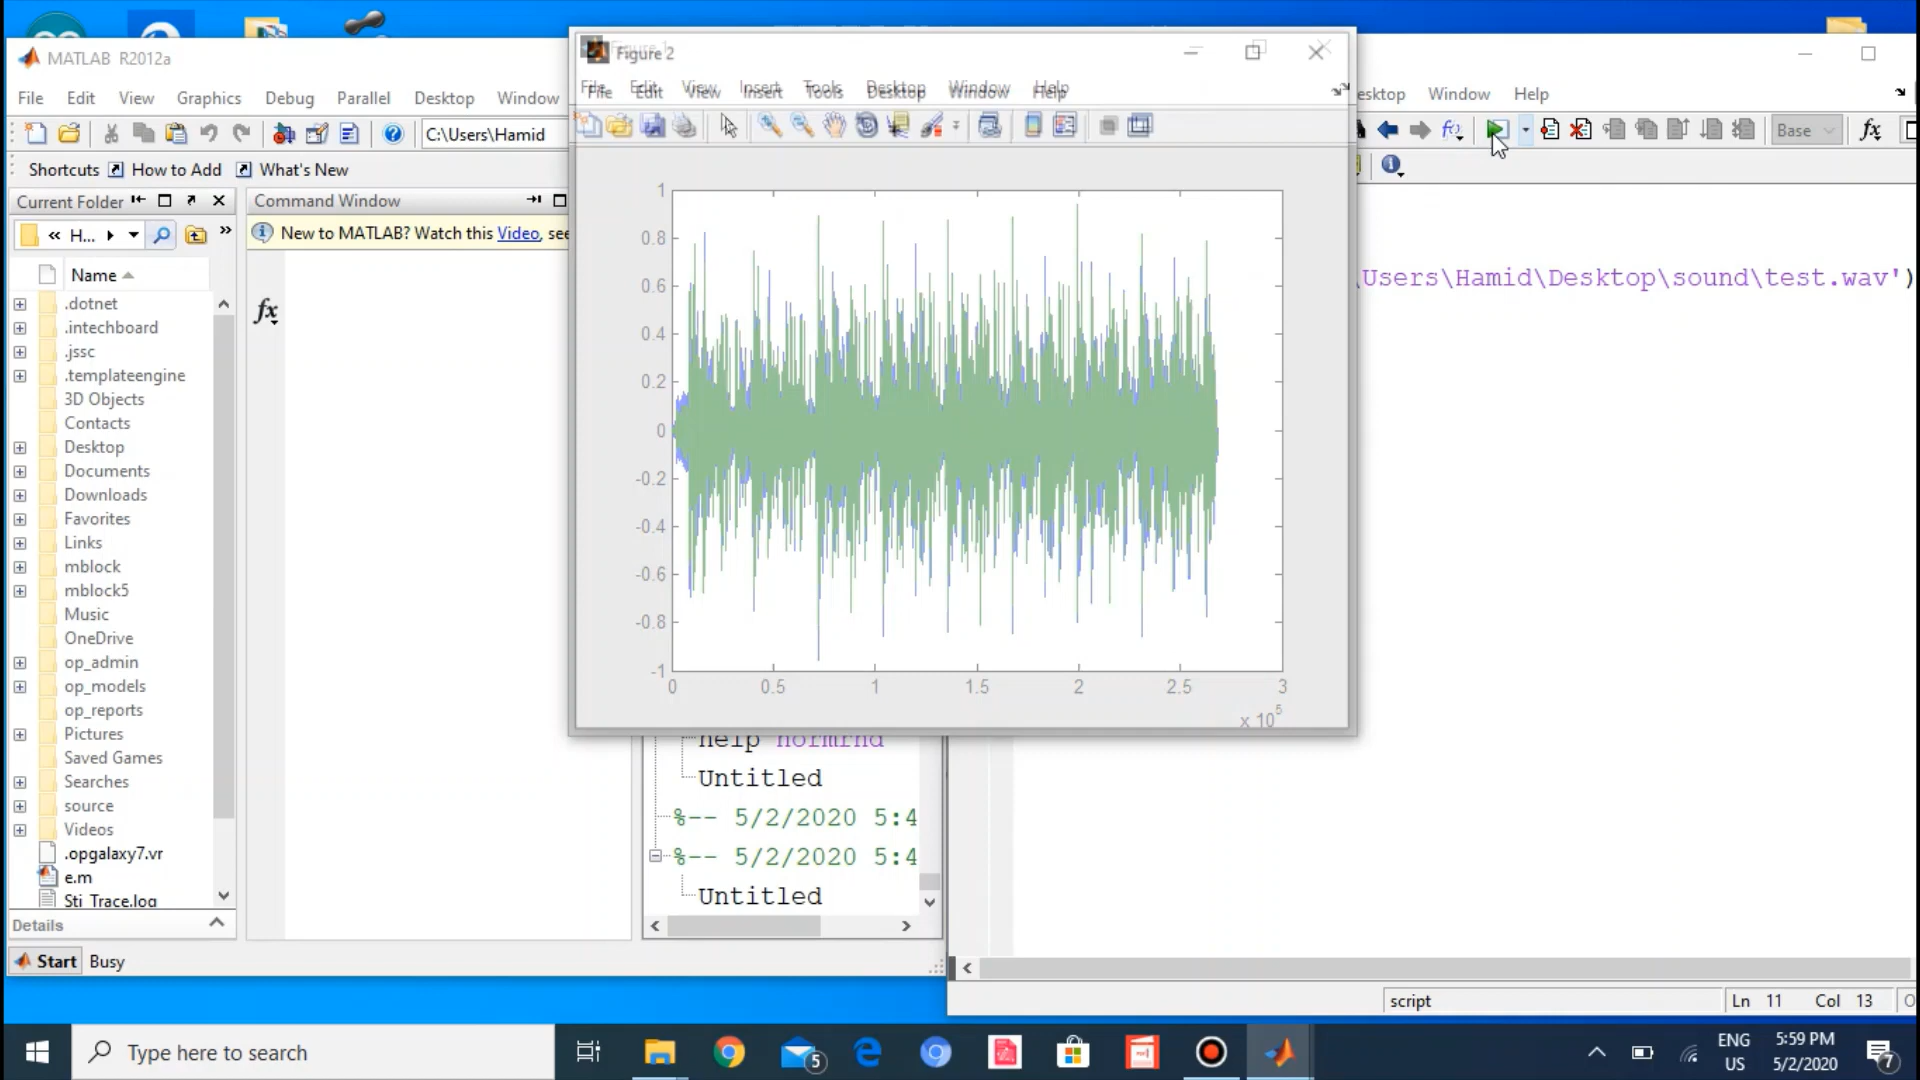 MATLAB R2012a
File Edit View Graphics Debug Parallel Desktop Window
C:\Users\Hamid
Shortcuts How to Add What's New
Current Folder
« H...
Name
.dotnet
.intechboard
.jssc
.templateengine
3D Objects
Contacts
Desktop
Documents
Downloads
Favorites
Links
mblock
mblock5
Music
OneDrive
op_admin
op_models
op_reports
Pictures
Saved Games
Searches
source
Videos
.opgalaxy7.vr
e.m
Sti_Trace.log
Details
Start Busy
Command Window
New to MATLAB? Watch this Video, see
fx
Figure 2
File Edit View Insert Tools Desktop Window Help
1
0.8
0.6
0.4
0.2
0
-0.2
-0.4
-0.6
-0.8
-1
0 0.5 1 1.5 2 2.5 3
x 10^5
help normrnd
Untitled
%-- 5/2/2020 5:4
%-- 5/2/2020 5:4
Untitled
esktop Window Help
Base
fx
\Users\Hamid\Desktop\sound\test.wav')
script Ln 11 Col 13
Type here to search
5
ENG
US
5:59 PM
5/2/2020
7